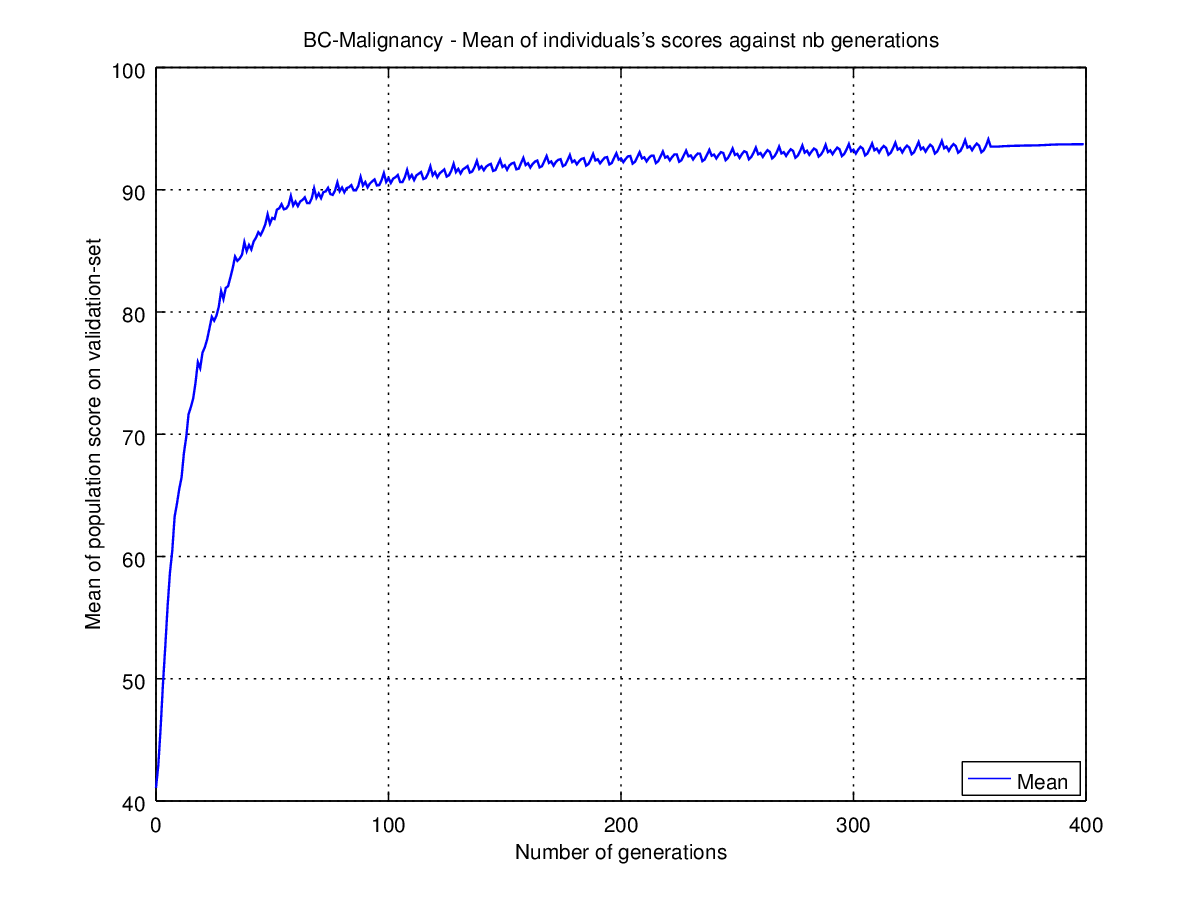 BC-Malignancy - Mean of individuals's scores against nb generations
100
90
80
70
60
50
40
Mean of population score on validation-set
0 100 200 300 400
Number of generations
Mean